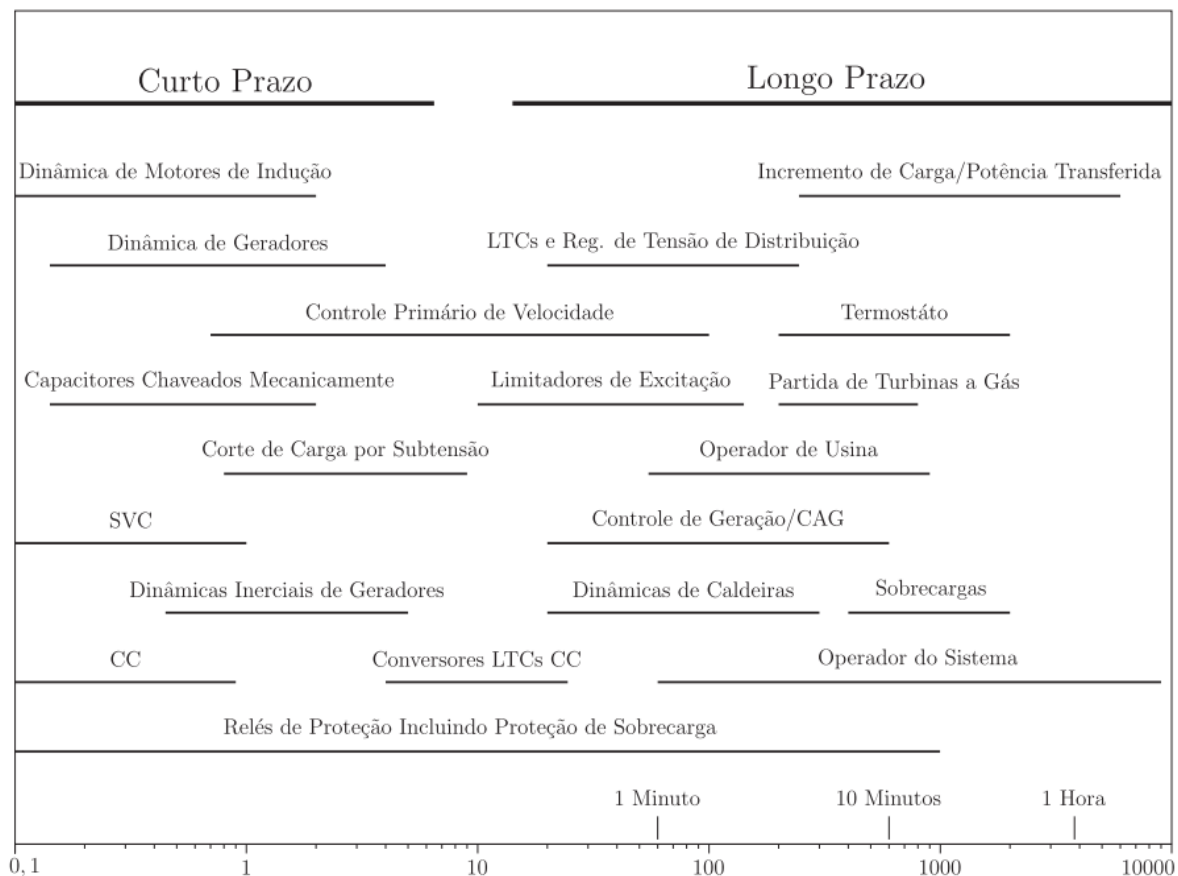 Curto Prazo Longo Prazo
Dinâmica de Motores de Indução Incremento de Carga/Potência Transferida
Dinâmica de Geradores LTCs e Reg. de Tensão de Distribuição
Controle Primário de Velocidade Termostáto
Capacitores Chaveados Mecanicamente Limitadores de Excitação Partida de Turbinas a Gás
Corte de Carga por Subtensão Operador de Usina
SVC Controle de Geração/CAG
Dinâmicas Inerciais de Geradores Dinâmicas de Caldeiras Sobrecargas
CC Conversores LTCs CC Operador do Sistema
Relés de Proteção Incluindo Proteção de Sobrecarga
1 Minuto 10 Minutos 1 Hora
0, 1 1 10 100 1000 10000